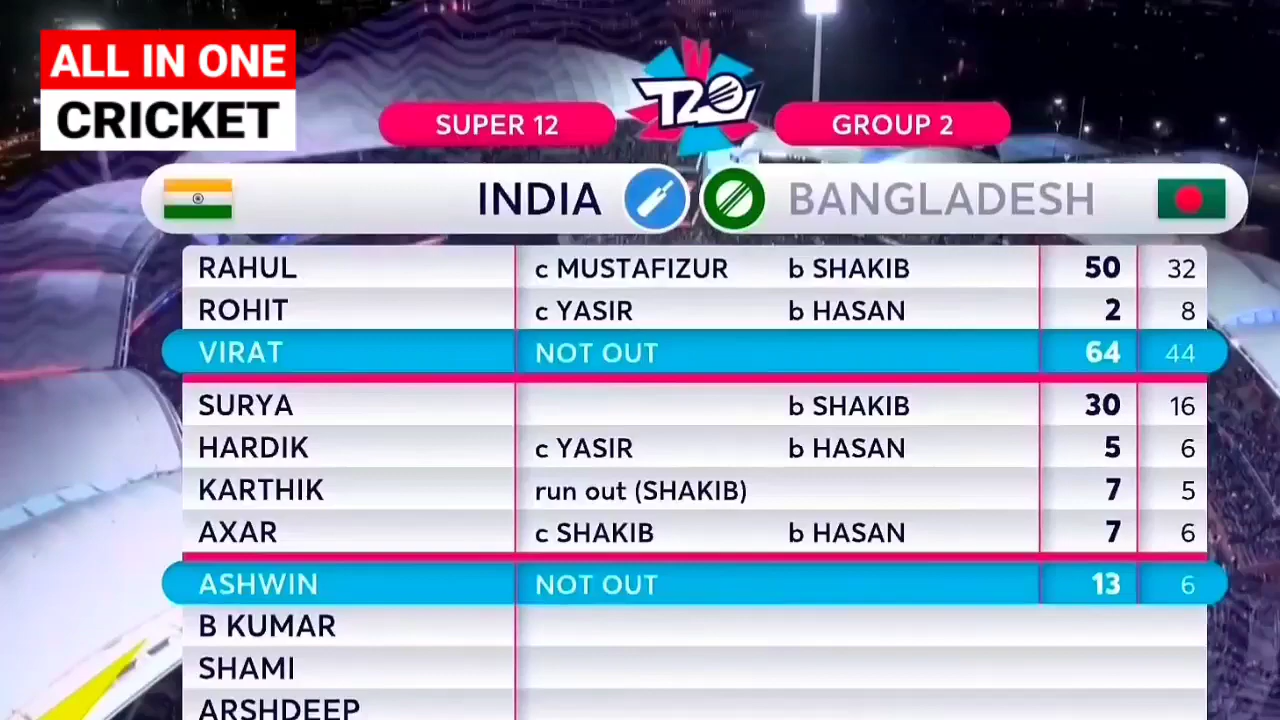 ALL IN ONE
CRICKET
T20
SUPER 12 GROUP 2
INDIA BANGLADESH
RAHUL c MUSTAFIZUR b SHAKIB 50 32
ROHIT c YASIR b HASAN 2 8
VIRAT NOT OUT 64 44
SURYA b SHAKIB 30 16
HARDIK c YASIR b HASAN 5 6
KARTHIK run out (SHAKIB) 7 5
AXAR c SHAKIB b HASAN 7 6
ASHWIN NOT OUT 13 6
B KUMAR
SHAMI
ARSHDEEP